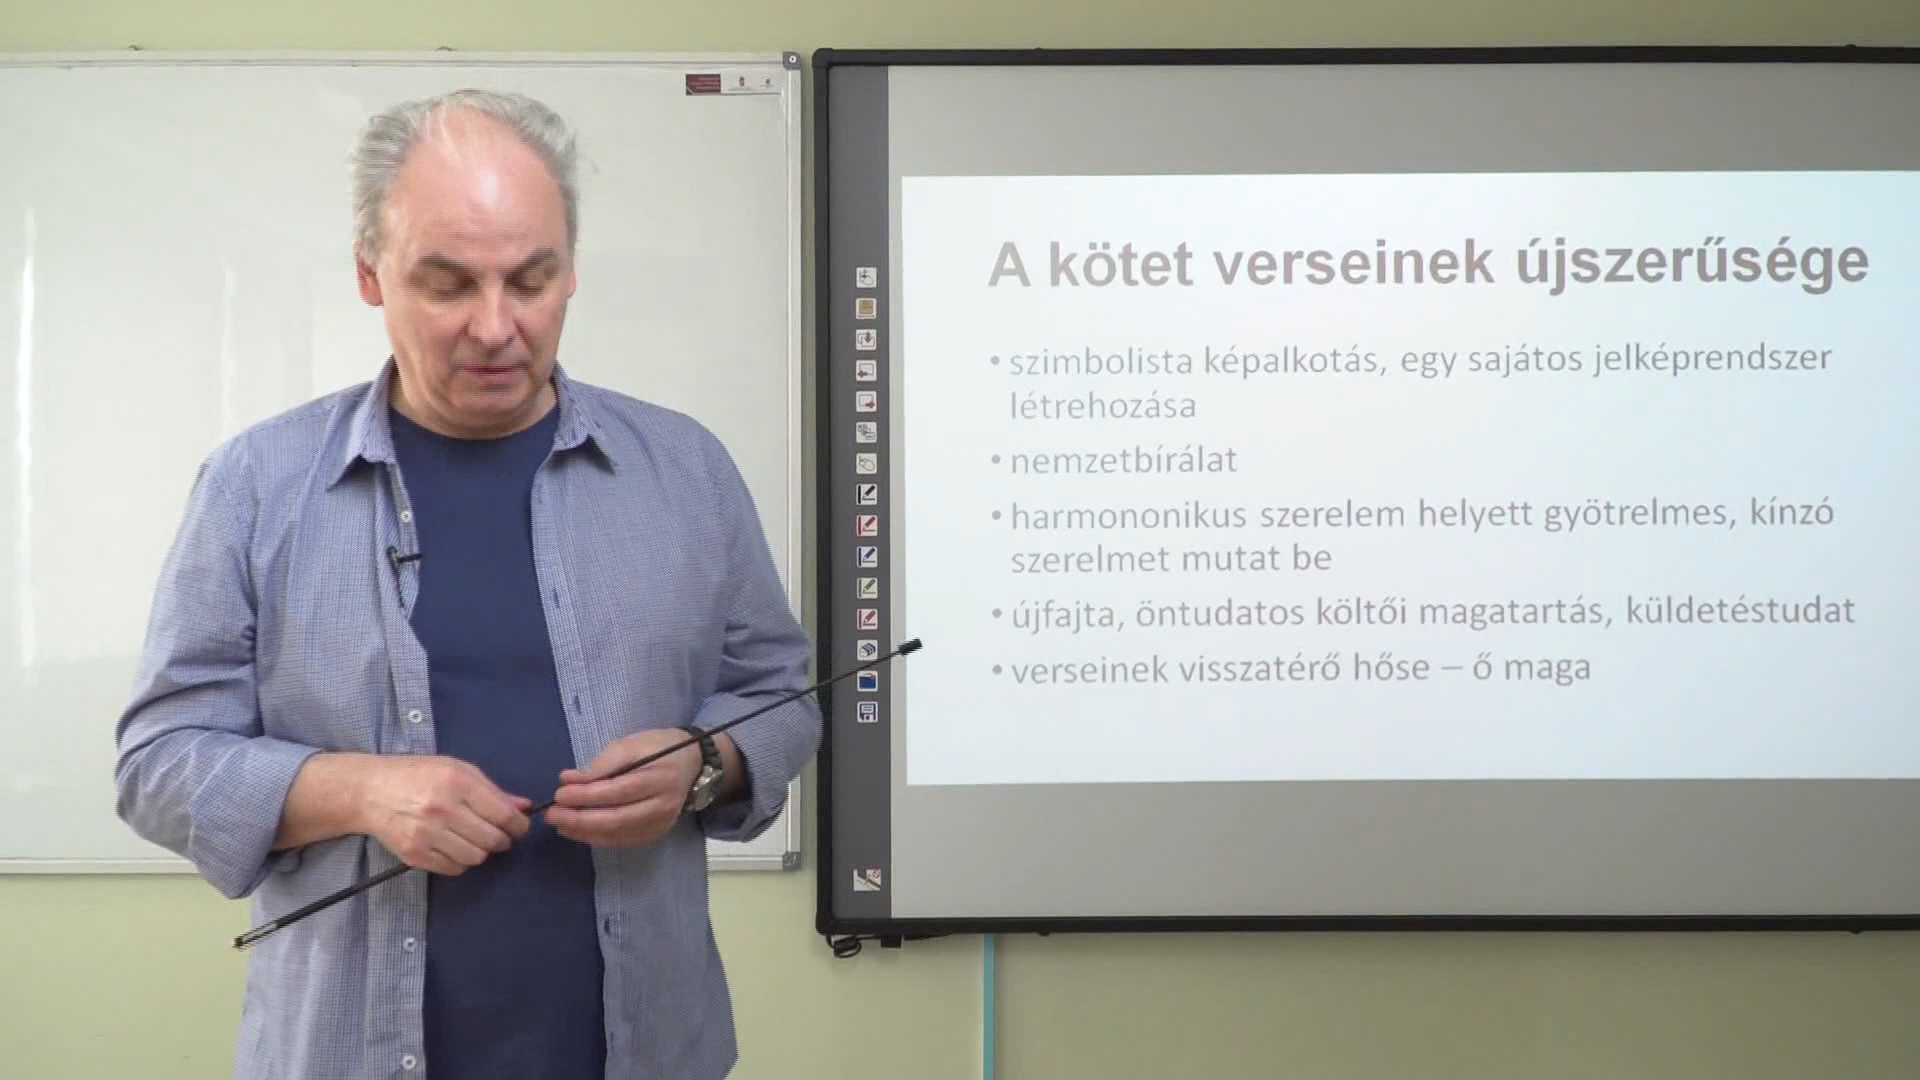 A kötet verseinek újszerűsége
• szimbolista képalkotás, egy sajátos jelképrendszer
létrehozása
• nemzetbírálat
• harmononikus szerelem helyett gyötrelmes, kínzó
szerelmet mutat be
• újfajta, öntudatos költői magatartás, küldetéstudat
• verseinek visszatérő hőse – ő maga